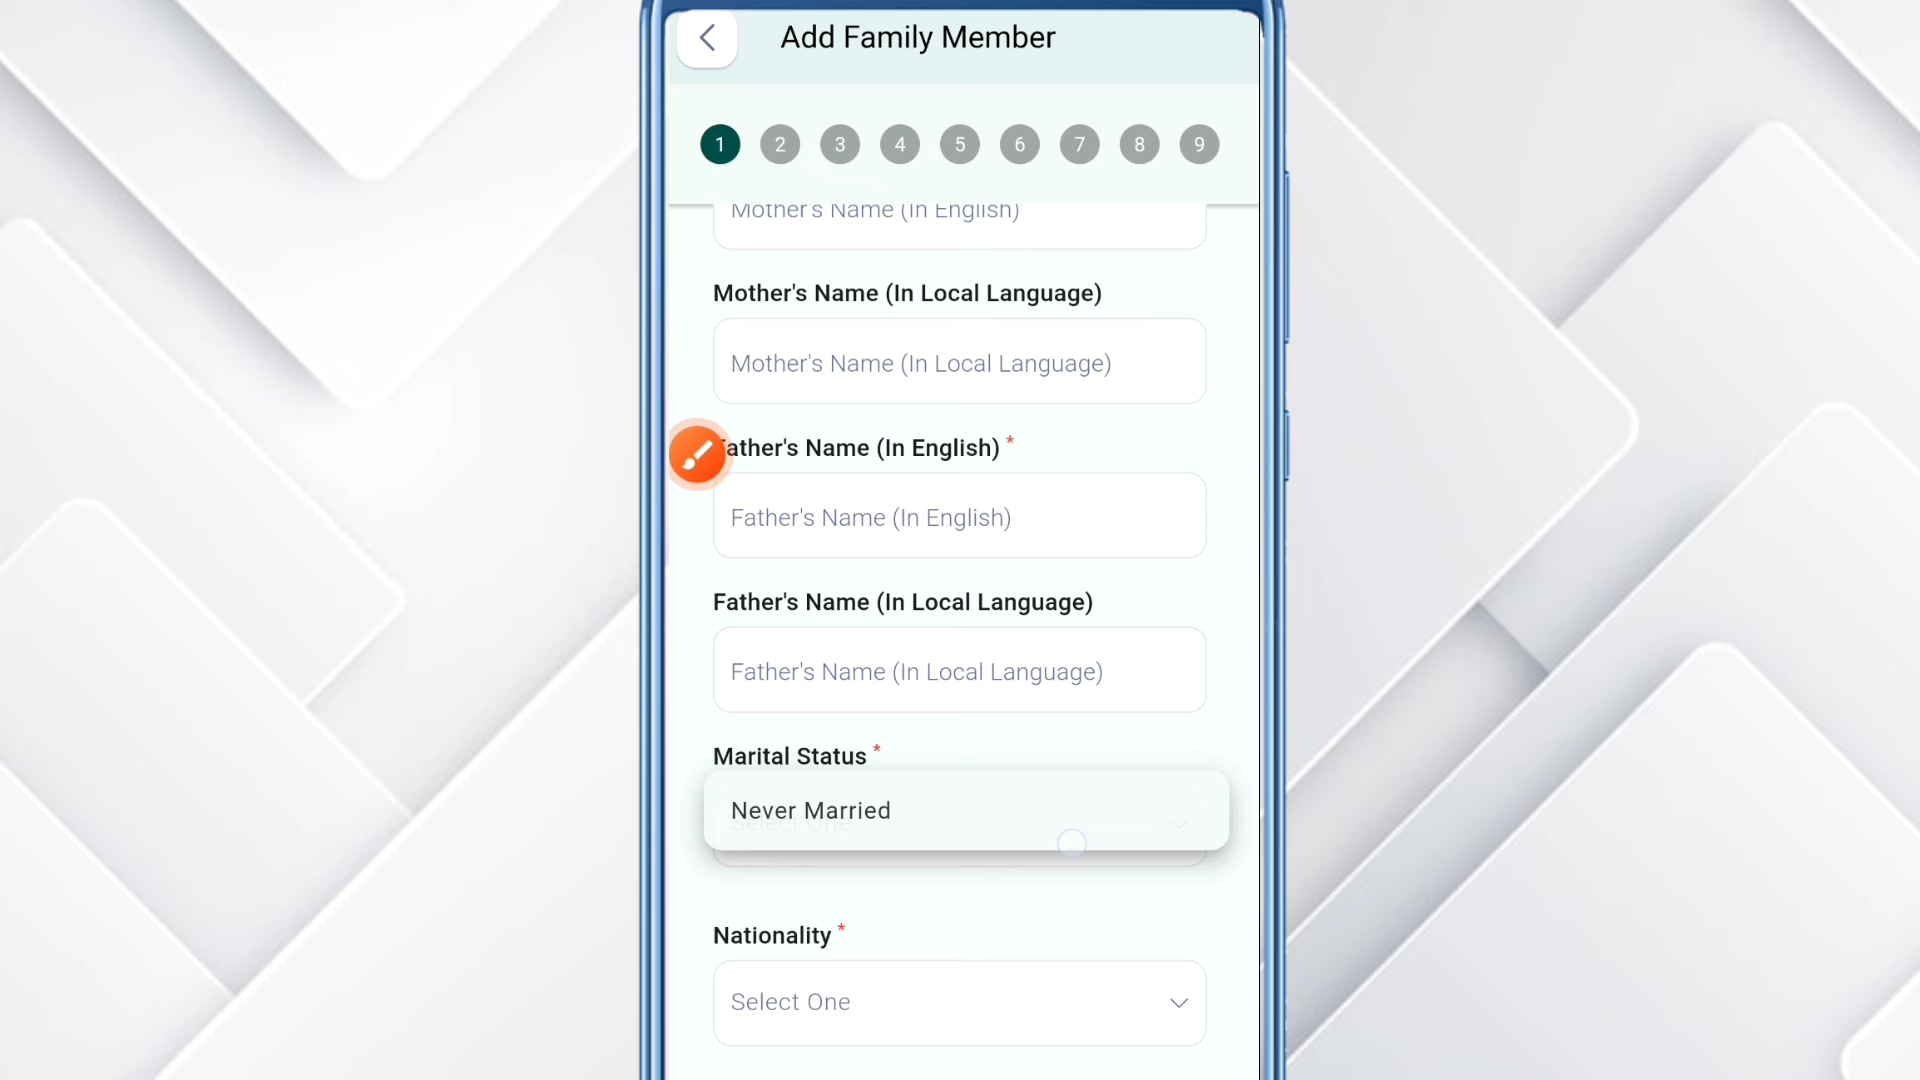 Add Family Member
1 2 3 4 5 6 7 8 9
Mother's Name (In English)
Mother's Name (In Local Language)
Mother's Name (In Local Language)
ather's Name (In English) *
Father's Name (In English)
Father's Name (In Local Language)
Father's Name (In Local Language)
Marital Status *
Never Married
Select One
Nationality *
Select One